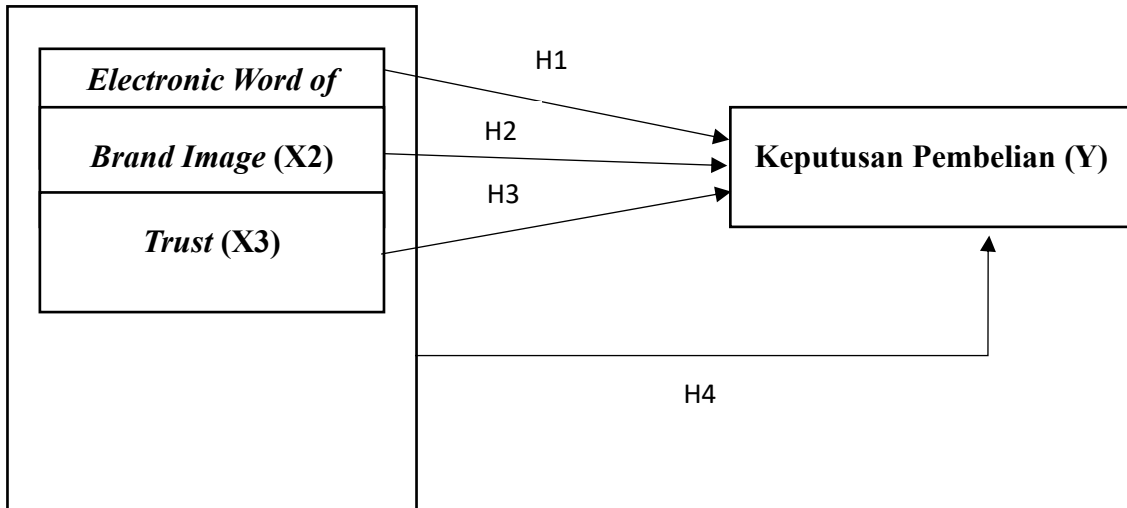 Electronic Word of
Brand Image (X2)
Trust (X3)
H1
H2
H3
Keputusan Pembelian (Y)
H4